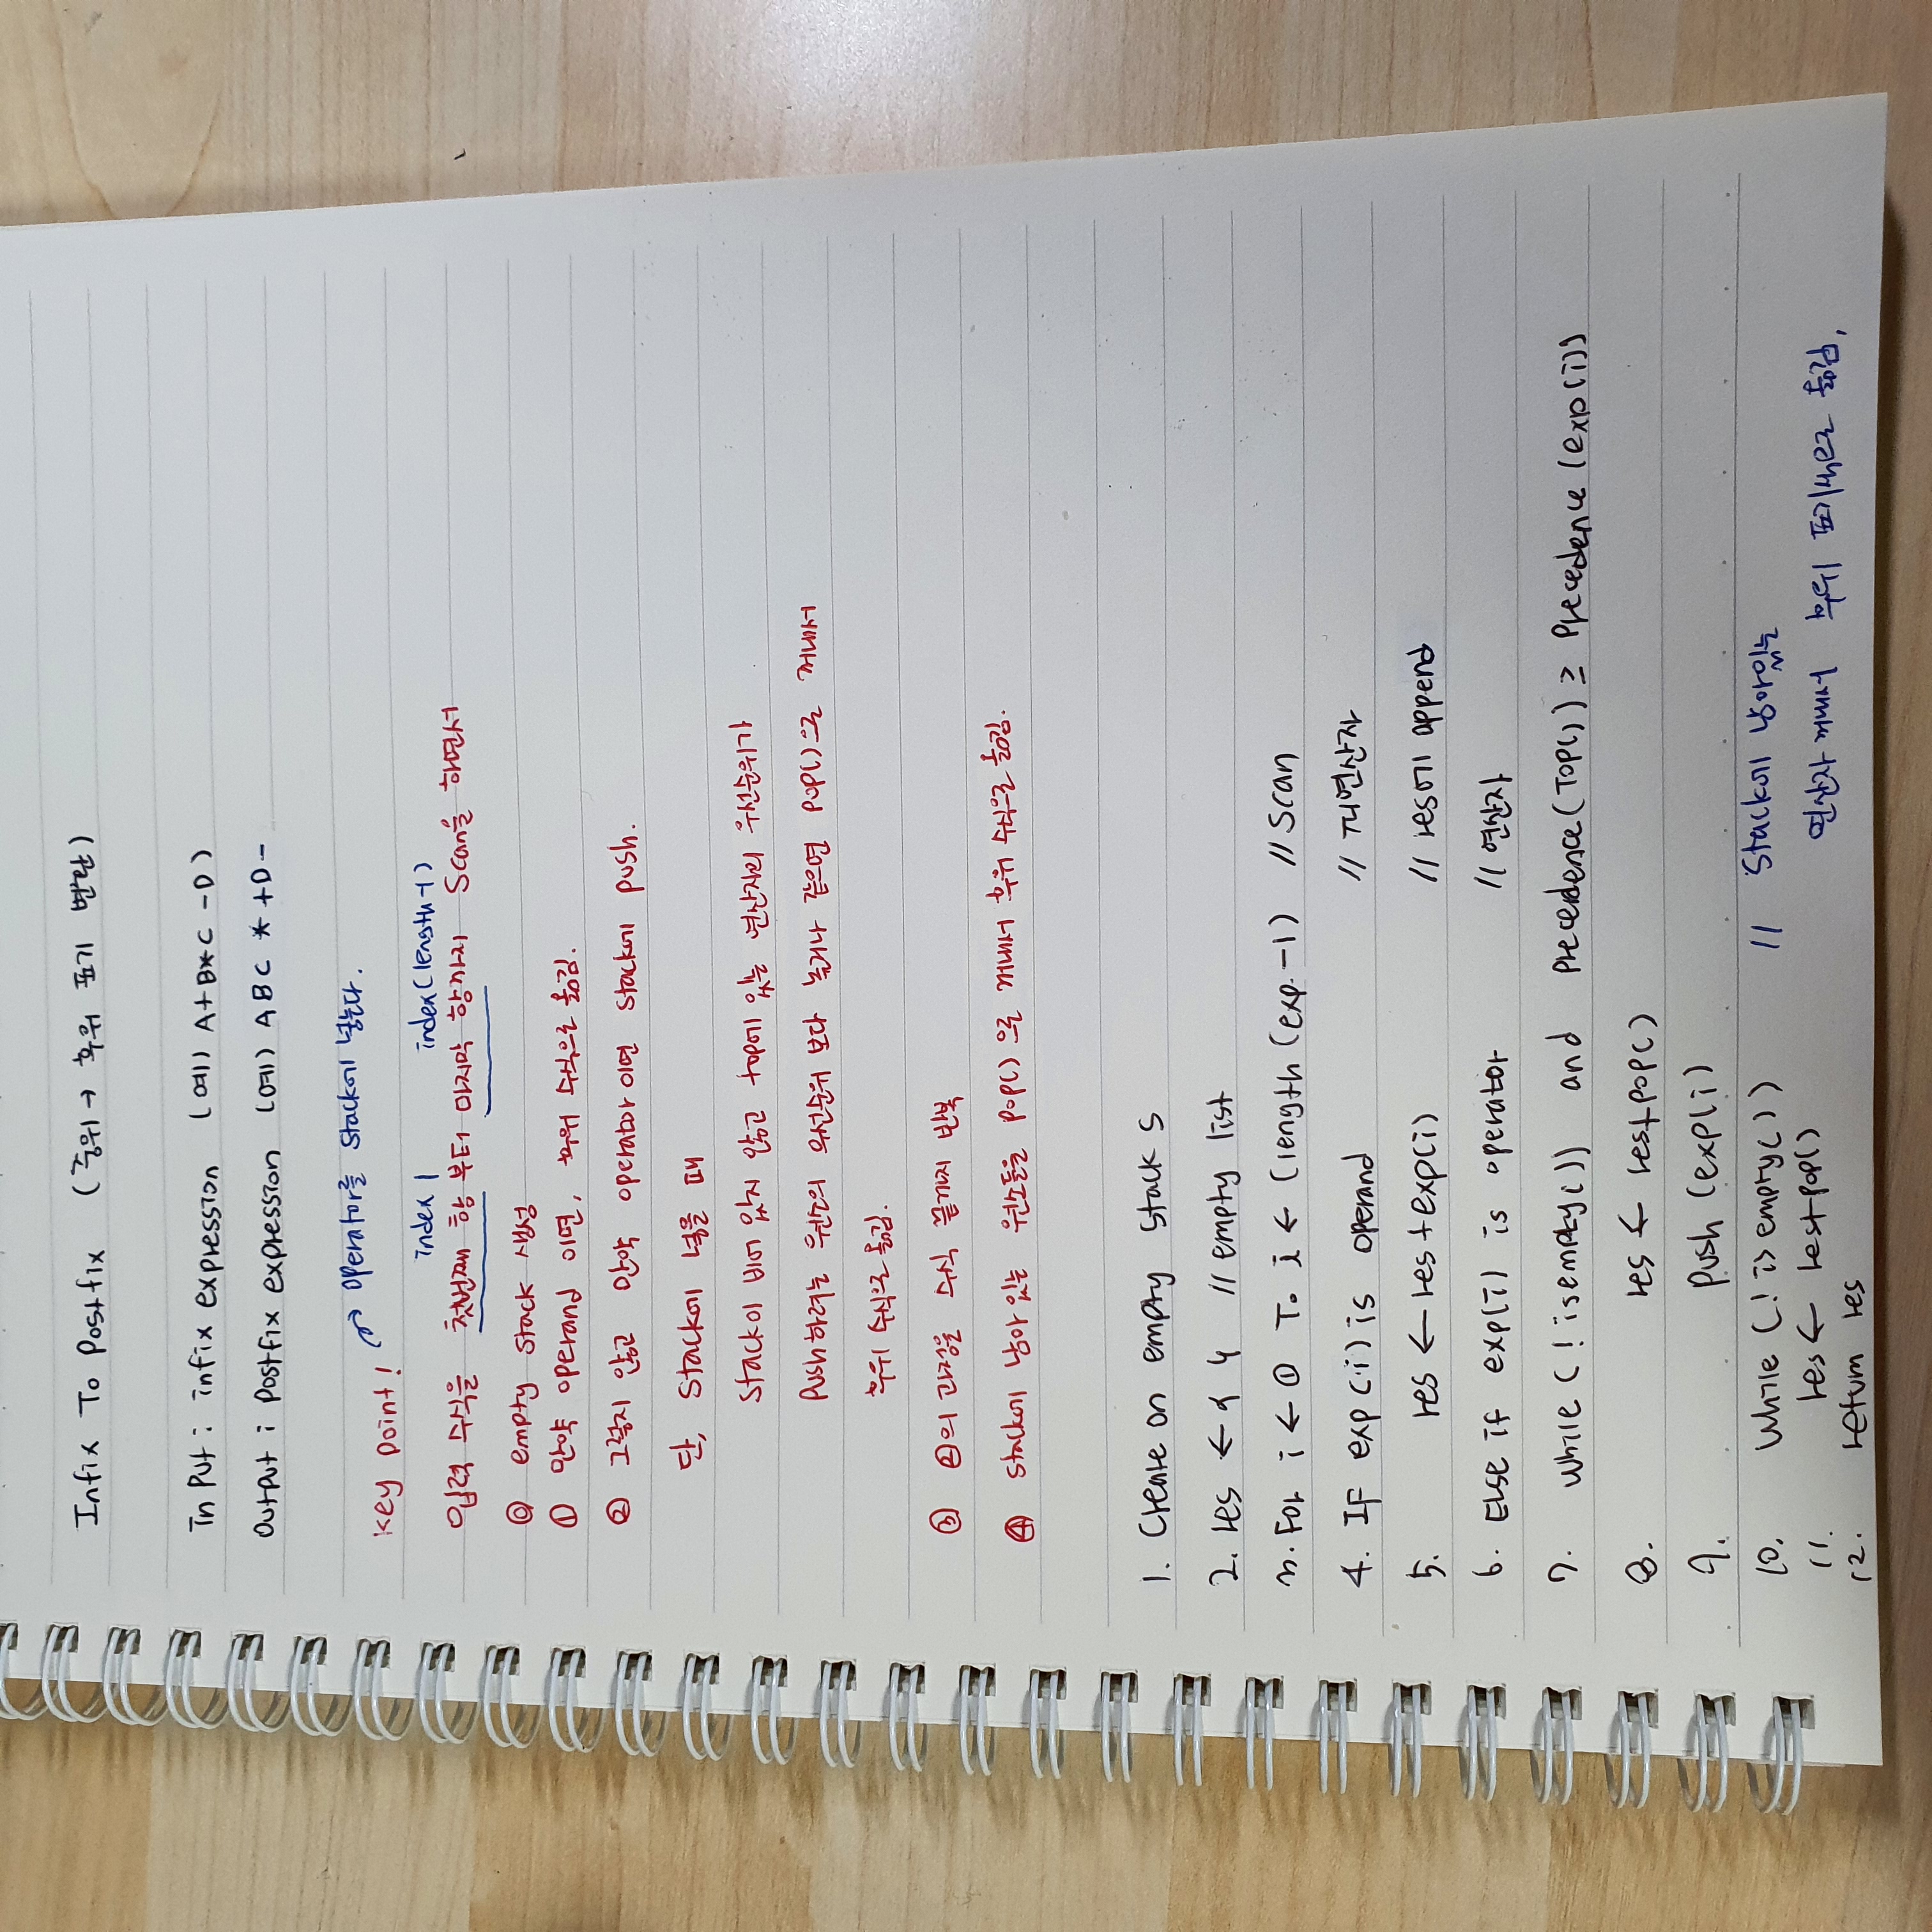 Infix To Postfix (중위 → 후위 표기 변환)
input : infix expression (예) A+B*C -D)
Output : Postfix expression (예) A B C * +D-
→ operator를 stack에 넣는다.
Key point!
index 1 index(length-1)
입력 수식을 첫번째 항 부터 마지막 항까지 Scan을 하면서
⓪ empty stack 생성
① 만약 operand 이면, 후위 수식으로 옮김.
② 그렇지 않고 만약 operator이면 stack에 push.
단, stack에 넣을 때
stack이 비어 있지 않고 top에 있는 연산자의 우선순위가
push하려는 원소의 우선순위 보다 높거나 같으면 pop()으로 꺼내서
후위 수식으로 옮김.
③ ②의 과정을 수식 끝까지 반복
④ stack에 남아 있는 원소들을 pop()으로 꺼내서 후위 수식으로 옮김.
1. Create on empty stack S
2. res ← { } // empty list
3. For i ← ① To i ← (length (exp.-1) // Scan
4. IF exp(i) is operand // 피연산자
5. res ← res +exp(i) // res에 append
6. Else if exp(i) is operator // 연산자
7. While (! isempty()) and Precedence(TOP()) ≥ Precedence (exp(i))
8. res ← res+pop()
9. push (exp(i)
10. While (! is empty()) // Stack에 남아있는
11. res ← res+pop() 연산자 꺼내서 후위 표기식으로 옮김.
12. return res